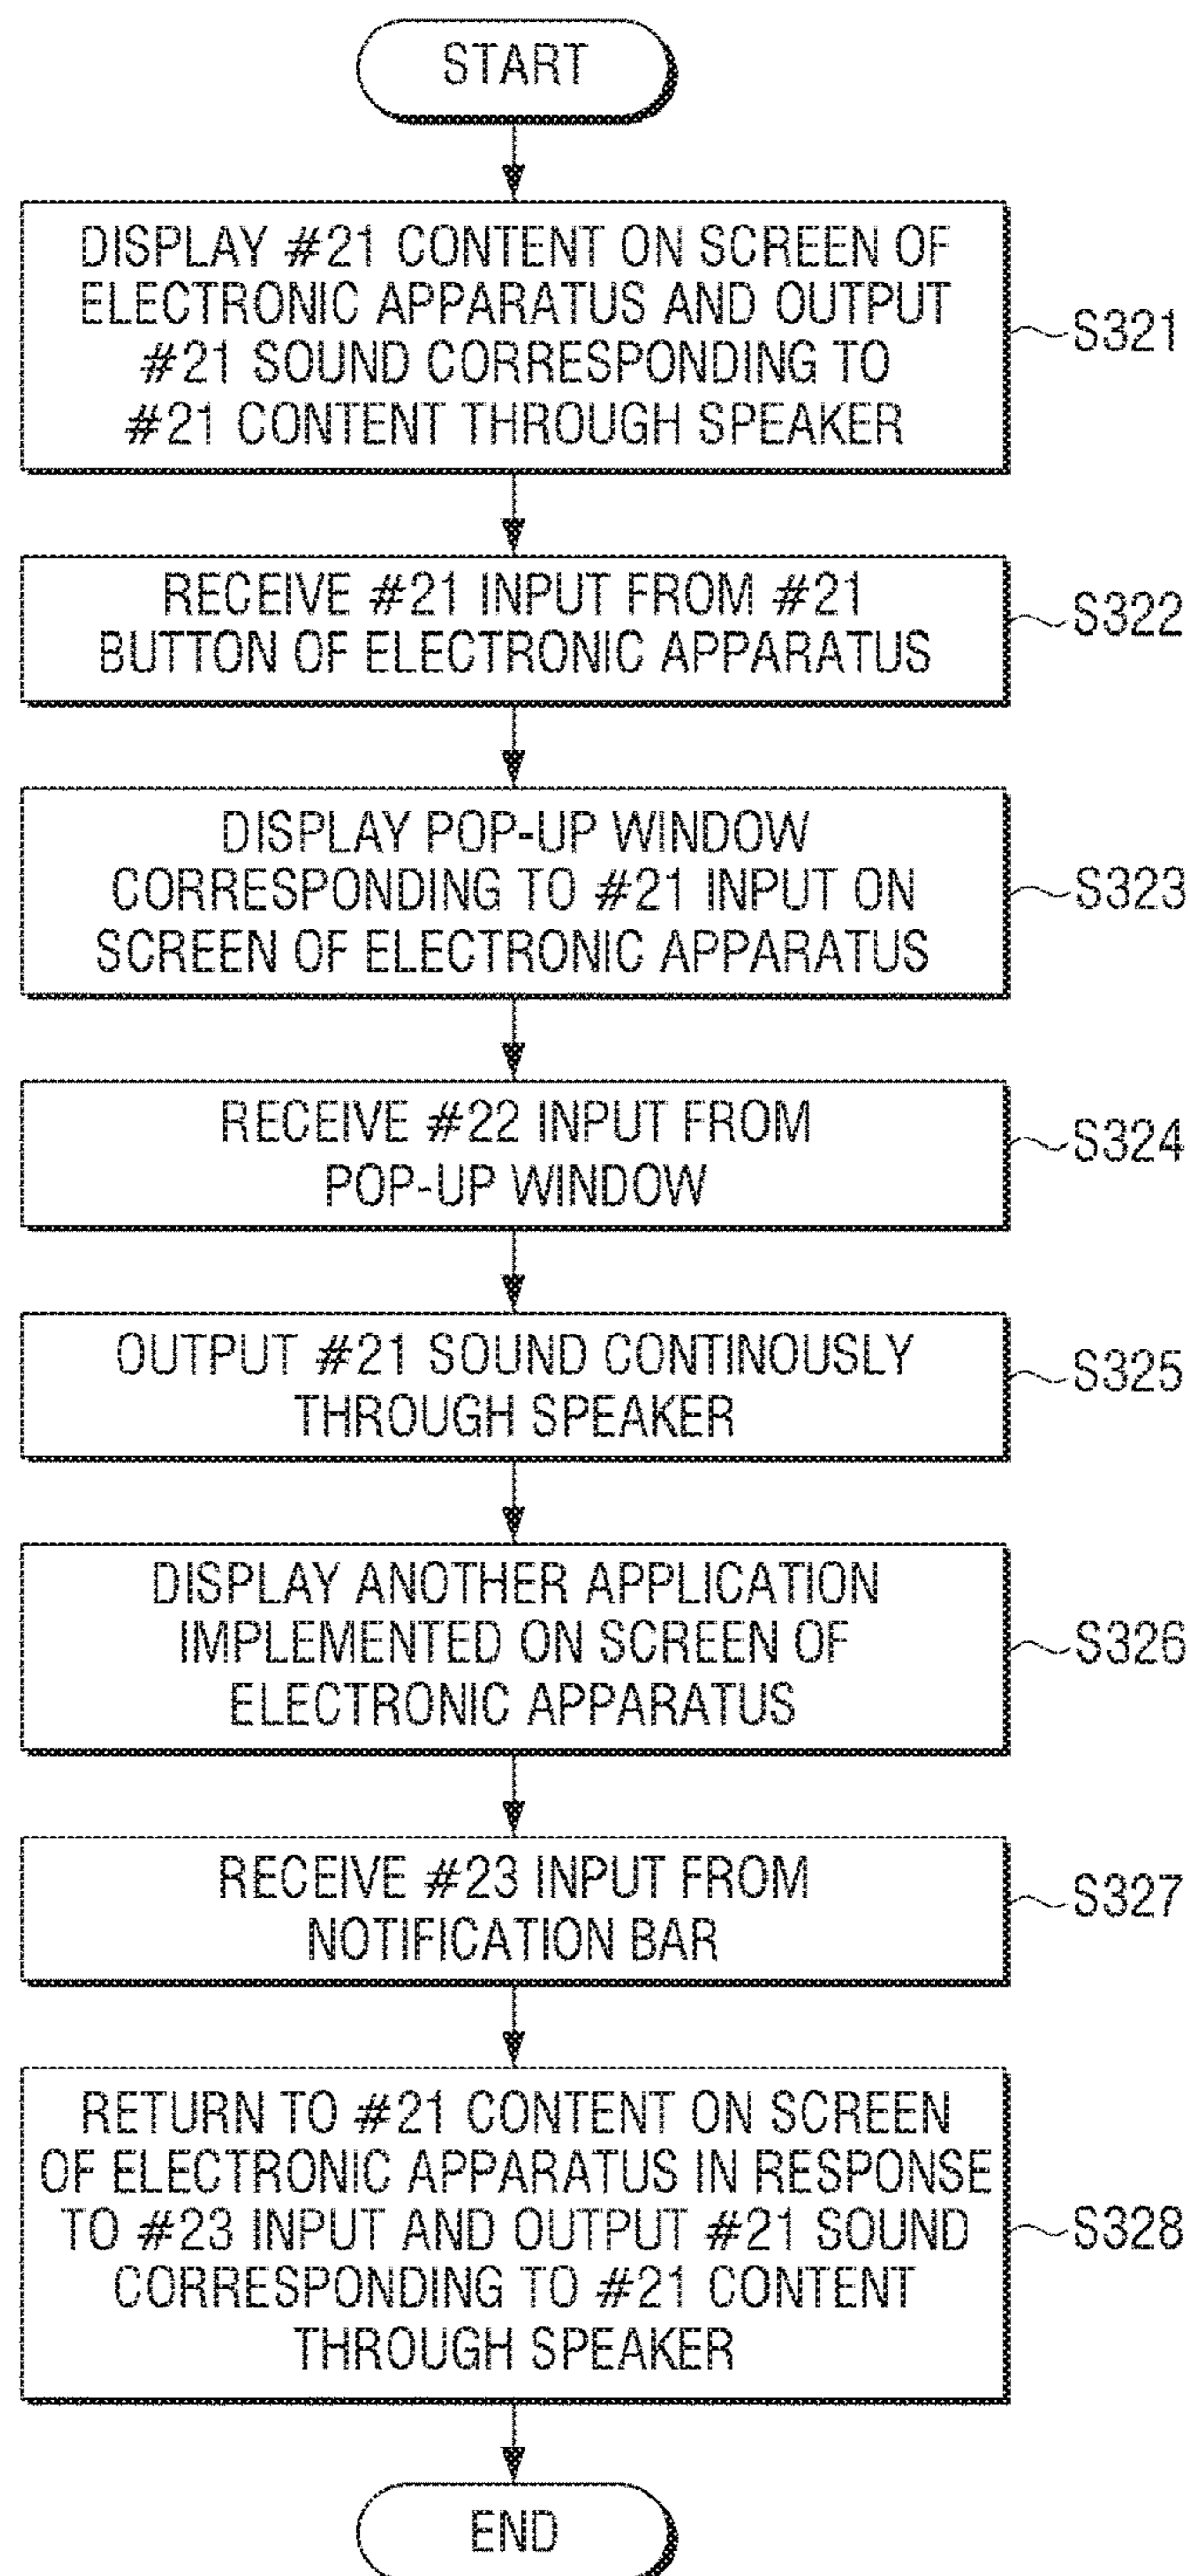 START
DISPLAY #21 CONTENT ON SCREEN OF
ELECTRONIC APPARATUS AND OUTPUT
#21 SOUND CORRESPONDING TO
#21 CONTENT THROUGH SPEAKER
S321
RECEIVE #21 INPUT FROM #21
BUTTON OF ELECTRONIC APPARATUS
S322
DISPLAY POP-UP WINDOW
CORRESPONDING TO #21 INPUT ON
SCREEN OF ELECTRONIC APPARATUS
S323
RECEIVE #22 INPUT FROM
POP-UP WINDOW
S324
OUTPUT #21 SOUND CONTINOUSLY
THROUGH SPEAKER
S325
DISPLAY ANOTHER APPLICATION
IMPLEMENTED ON SCREEN OF
ELECTRONIC APPARATUS
S326
RECEIVE #23 INPUT FROM
NOTIFICATION BAR
S327
RETURN TO #21 CONTENT ON SCREEN
OF ELECTRONIC APPARATUS IN RESPONSE
TO #23 INPUT AND OUTPUT #21 SOUND
CORRESPONDING TO #21 CONTENT
THROUGH SPEAKER
S328
END